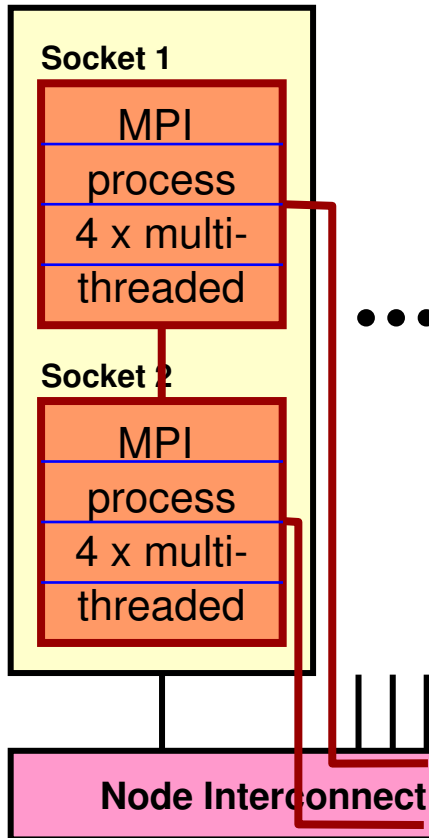 Socket 1
MPI
process
4 x multi-
threaded
Socket 2
MPI
process
4 x multi-
threaded
Node Interconnect